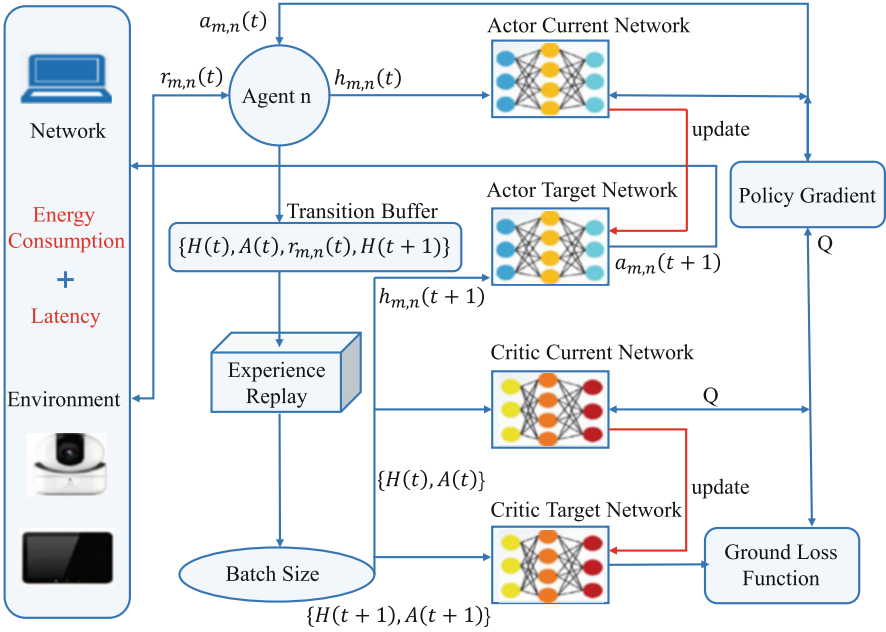 a_{m,n}(t)
Actor Current Network
r_{m,n}(t)
Agent n
h_{m,n}(t)
Network
update
Energy
Consumption
+
Latency
Actor Target Network
Policy Gradient
Transition Buffer
{H(t), A(t), r_{m,n}(t), H(t + 1)}
Q
a_{m,n}(t + 1)
h_{m,n}(t + 1)
Experience
Replay
Critic Current Network
Environment
Q
{H(t), A(t)}
update
Critic Target Network
Ground Loss
Function
Batch Size
{H(t + 1), A(t + 1)}